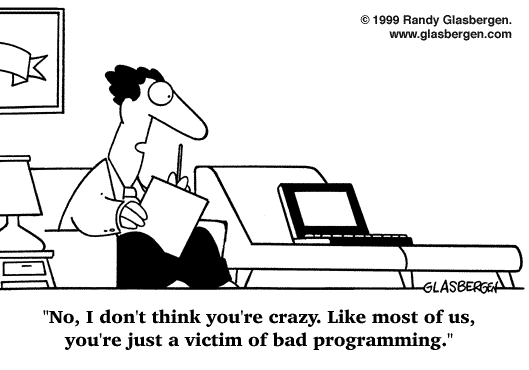 © 1999 Randy Glasbergen.
www.glasbergen.com
GLASBERGEN
"No, I don't think you're crazy. Like most of us,
you're just a victim of bad programming."